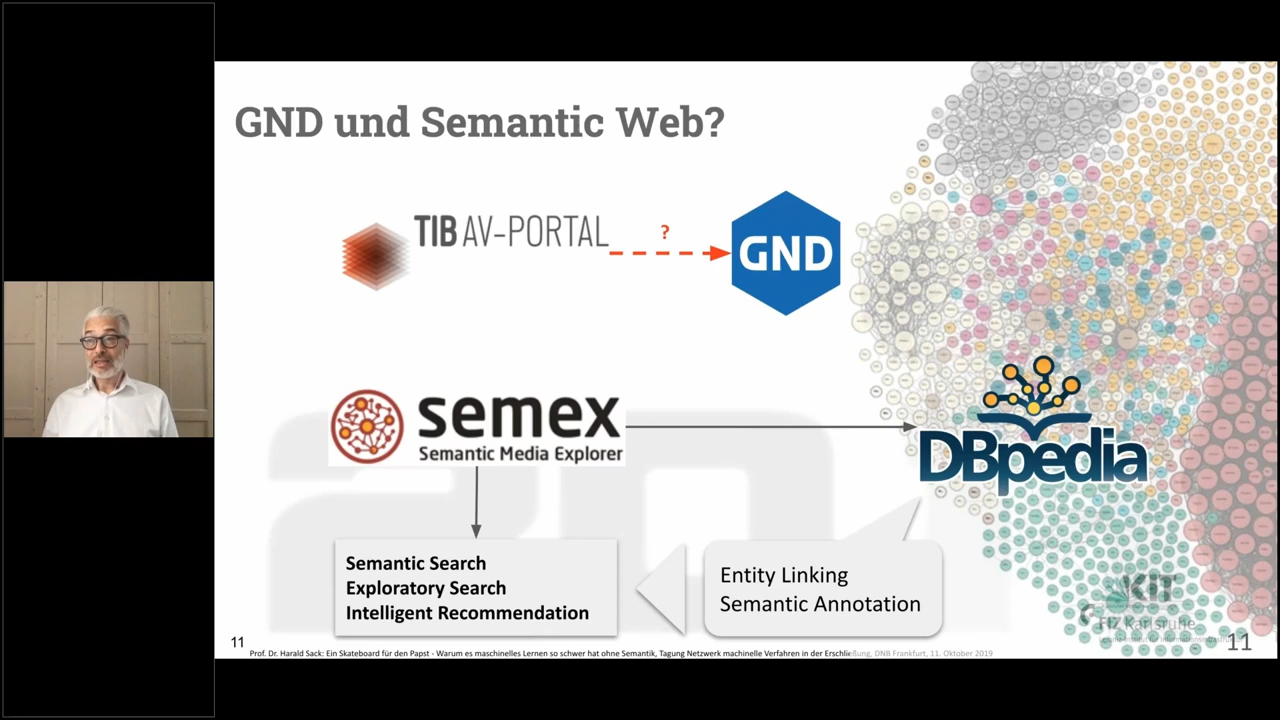 GND und Semantic Web?
TIB AV-PORTAL
?
GND
semex
Semantic Media Explorer
DBpedia
Semantic Search
Exploratory Search
Intelligent Recommendation
Entity Linking
Semantic Annotation
KIT
FIZ Karlsruhe
11
11
Prof. Dr. Harald Sack: Ein Skateboard für den Papst - Warum es maschinelles Lernen so schwer hat ohne Semantik, Tagung Netzwerk machinelle Verfahren in der Erschließung, DNB Frankfurt, 11. Oktober 2019